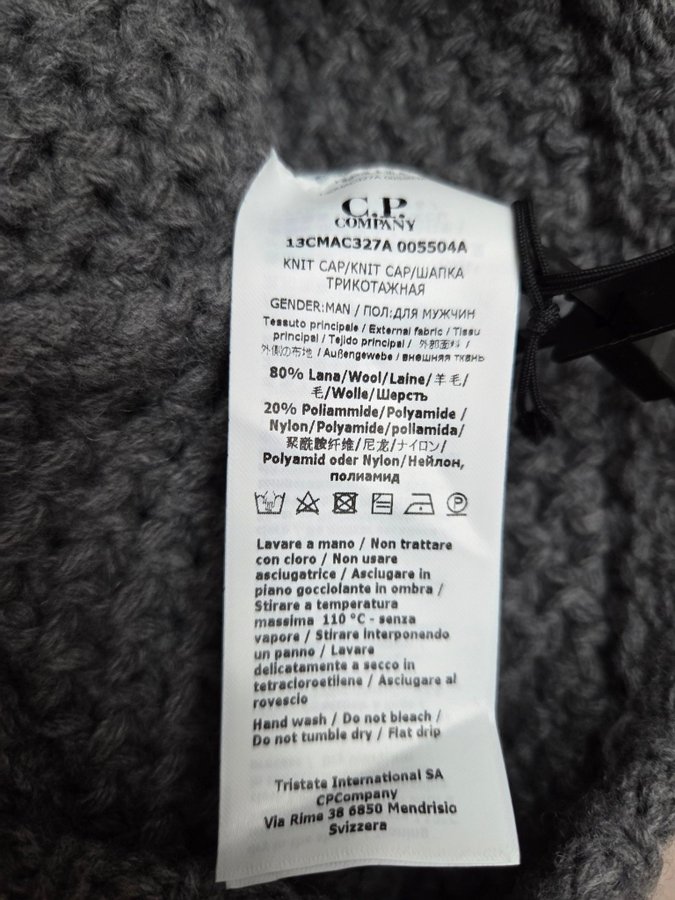 C.P.
COMPANY
13CMAC327A 005504A
KNIT CAP/KNIT CAP/ШАПКА
ТРИКОТАЖНАЯ
GENDER:MAN / ПОЛ:ДЛЯ МУЖЧИН
Tessuto principale / External fabric / Tissu
principal / Tejido principal / 外部面料 /
外側の布地 / Außengewebe / внешняя ткань
80% Lana/Wool/Laine/羊毛/
毛/Wolle/Шерсть
20% Poliammide/Polyamide /
Nylon/Polyamide/poliamida/
聚酰胺纤维/尼龙/ナイロン/
Polyamid oder Nylon/Нейлон,
полиамид
Lavare a mano / Non trattare
con cloro / Non usare
asciugatrice / Asciugare in
piano gocciolante in ombra /
Stirare a temperatura
massima 110 °C - senza
vapore / Stirare interponendo
un panno / Lavare
delicatamente a secco in
tetracloroetilene / Asciugare al
rovescio
Hand wash / Do not bleach /
Do not tumble dry / Flat drip
Tristate International SA
CPCompany
Via Rime 38 6850 Mendrisio
Svizzera